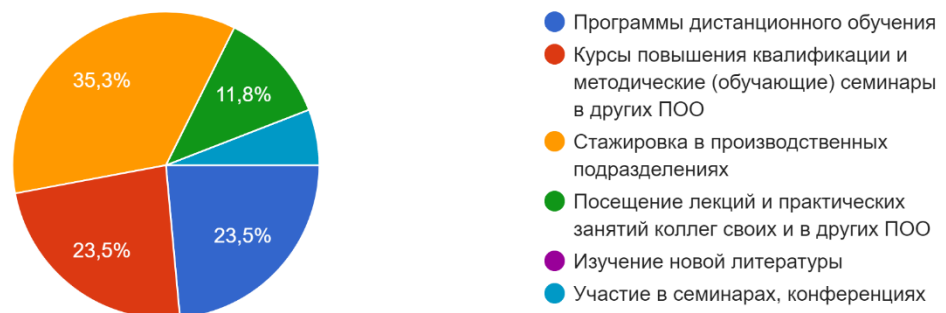 35,3%
11,8%
23,5%
23,5%
Программы дистанционного обучения
Курсы повышения квалификации и
методические (обучающие) семинары
в других ПОО
Стажировка в производственных
подразделениях
Посещение лекций и практических
занятий коллег своих и в других ПОО
Изучение новой литературы
Участие в семинарах, конференциях